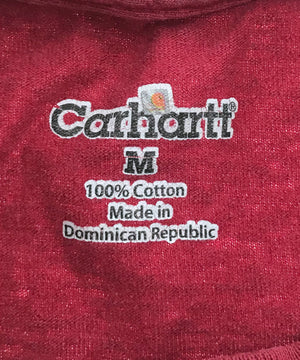 Carhartt®
M
100% Cotton
Made in
Dominican Republic